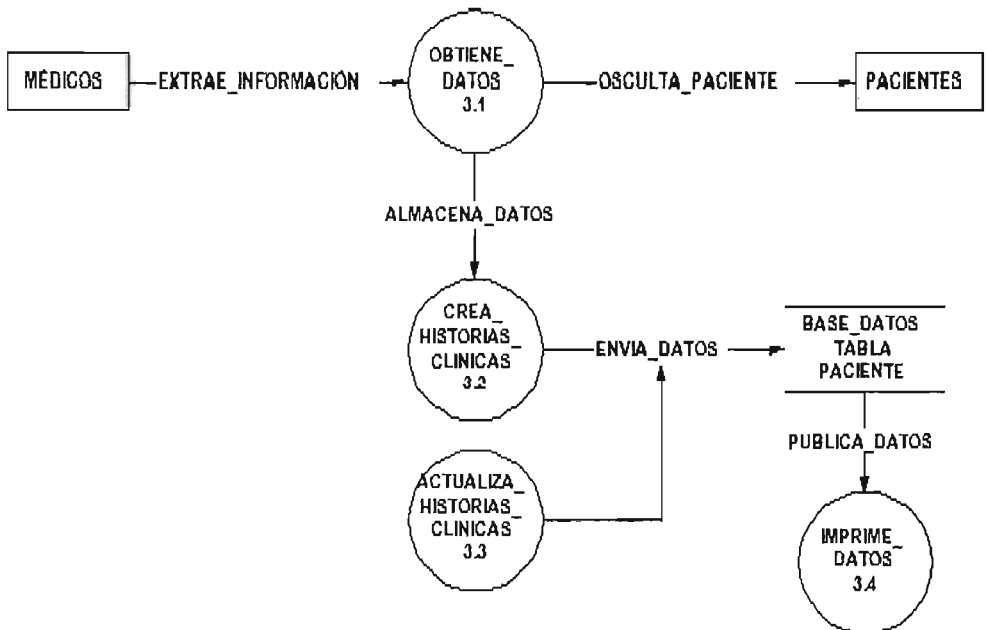 MÉDICOS
EXTRAE_INFORMACIÓN
OBTIENE_
DATOS
3.1
OSCULTA_PACIENTE
PACIENTES
ALMACENA_DATOS
CREA_
HISTORIAS_
CLINICAS
3.2
ENVIA_DATOS
BASE_DATOS
TABLA
PACIENTE
PUBLICA_DATOS
ACTUALIZA_
HISTORIAS_
CLINICAS
3.3
IMPRIME_
DATOS
3.4